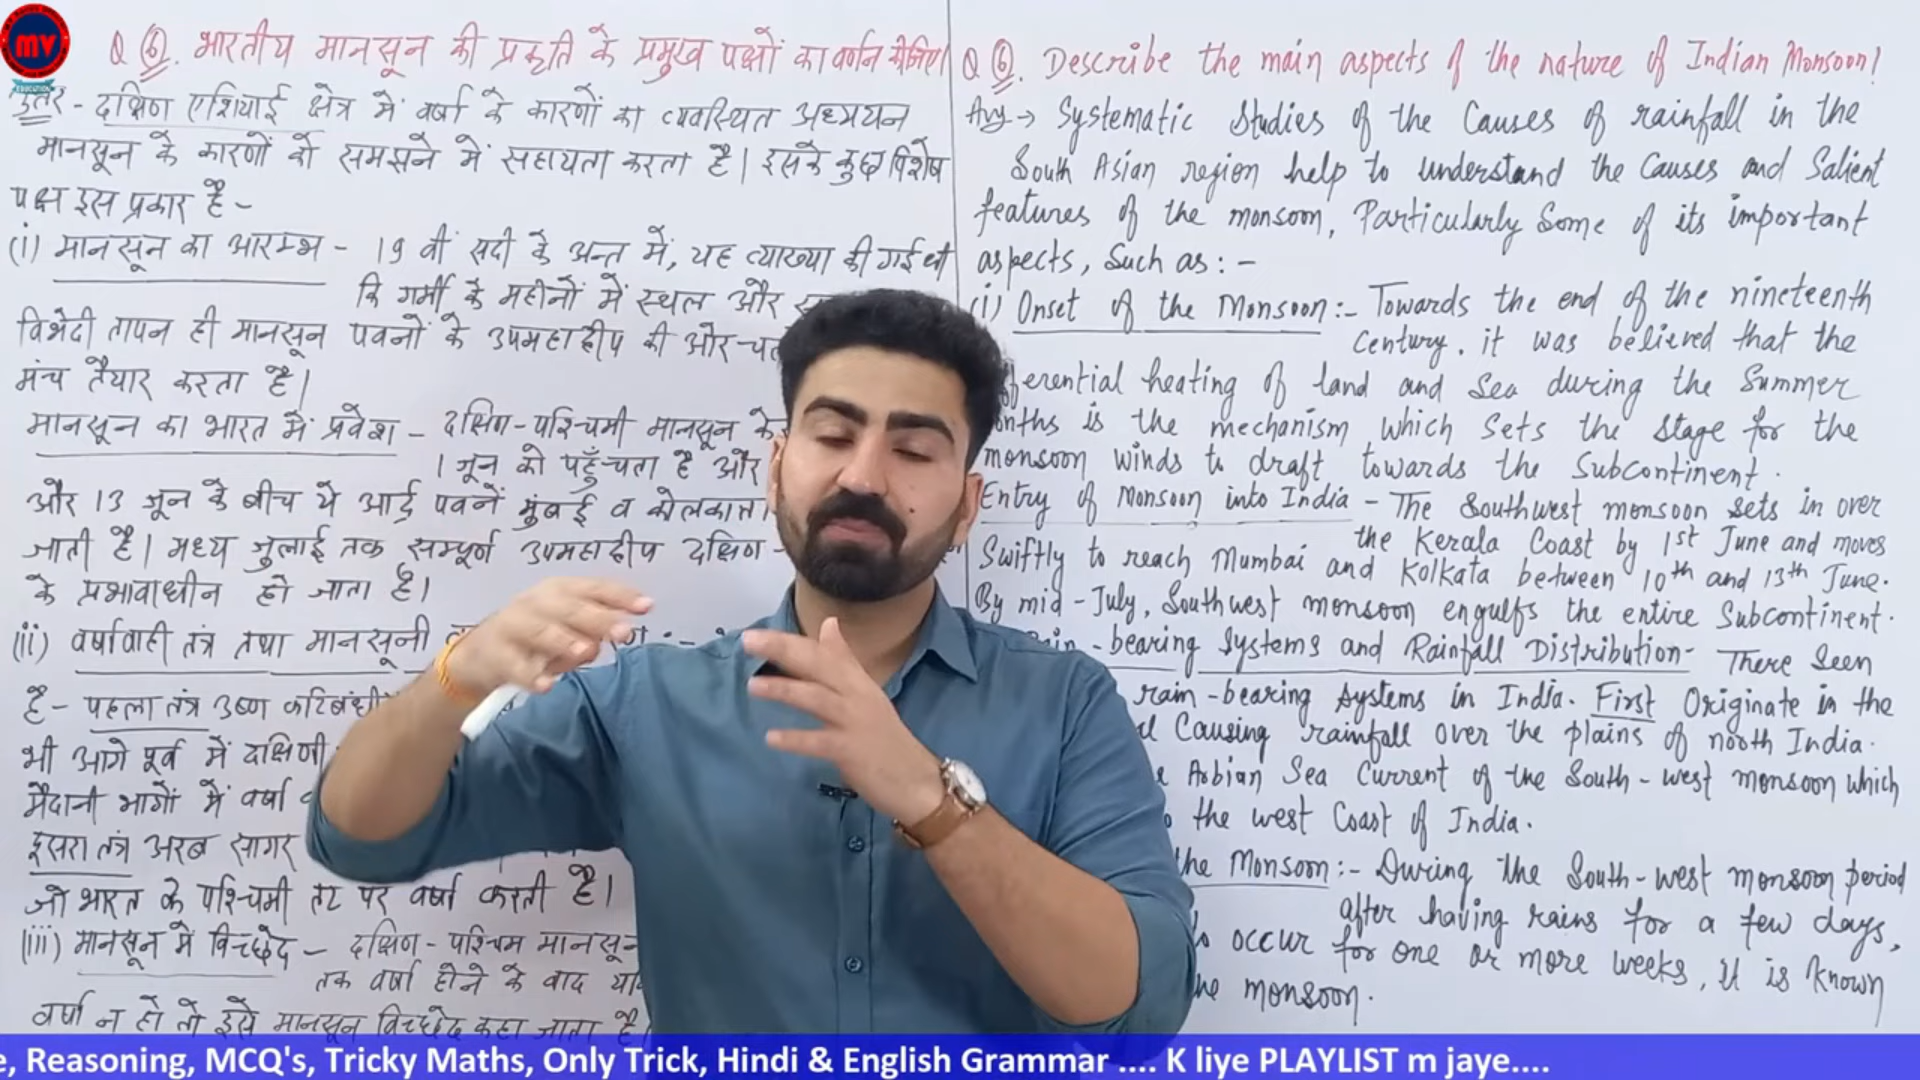 mv
EDUCATION
Q ⑥. भारतीय मानसून की प्रकृति के प्रमुख पक्षों का वर्णन कीजिए।
उत्तर - दक्षिण एशियाई क्षेत्र में वर्षा के कारणों का व्यवस्थित अध्ययन
मानसून के कारणों को समझने में सहायता करता है। इसके कुछ विशेष
पक्ष इस प्रकार है -
(i) मानसून का आरम्भ - 19 वीं सदी के अन्त में, यह व्याख्या की गई थी
कि गर्मी के महीनों में स्थल और
विभेदी तापन ही मानसून पवनों के उपमहाद्वीप की ओर
मंच तैयार करता है।
मानसून का भारत में प्रवेश - दक्षिण-पश्चिमी मानसून
1 जून को पहुँचता है और
और 13 जून के बीच ये आर्द्र पवनें मुंबई व कोलकाता
जाती है। मध्य जुलाई तक सम्पूर्ण उपमहाद्वीप दक्षिण -
के प्रभावाधीन हो जाता है।
(ii) वर्षावाही तंत्र तथा मानसूनी
है - पहला तंत्र उष्ण कटिबंधी
भी आगे पूर्व में दक्षिणी
मैदानी भागों में वर्षा
दूसरा तंत्र अरब सागर
जो भारत के पश्चिमी तट पर वर्षा करती है।
(iii) मानसून में विच्छेद - दक्षिण - पश्चिम मानसून
तक वर्षा होने के बाद
वर्षा न हो तो इसे मानसून विच्छेद कहा जाता है।
Q ⑥. Describe the main aspects of the nature of Indian Monsoon?
Ans → Systematic Studies of the Causes of rainfall in the
South Asian region help to understand the Causes and Salient
features of the monsoon, Particularly Some of its important
aspects, Such as : -
(i) Onset of the Monsoon :- Towards the end of the nineteenth
Century, it was believed that the
ferential heating of land and Sea during the Summer
onths is the mechanism which Sets the Stage for the
monsoon winds to draft towards the Subcontinent.
Entry of Monsoon into India - The Southwest monsoon Sets in over
the Kerala Coast by 1st June and moves
Swiftly to reach Mumbai and Kolkata between 10th and 13th June.
By mid - July, Southwest monsoon engulfs the entire Subcontinent.
- bearing Systems and Rainfall Distribution - There Seen
rain - bearing systems in India. First Originate in the
al Causing rainfall over the plains of north India.
Arbian Sea Current of the South - west monsoon which
the west Coast of India.
the Monsoon :- During the South - west monsoon period
after having rains for a few days,
occur for one or more weeks, it is known
the monsoon.
e, Reasoning, MCQ's, Tricky Maths, Only Trick, Hindi & English Grammar .... K liye PLAYLIST m jaye....